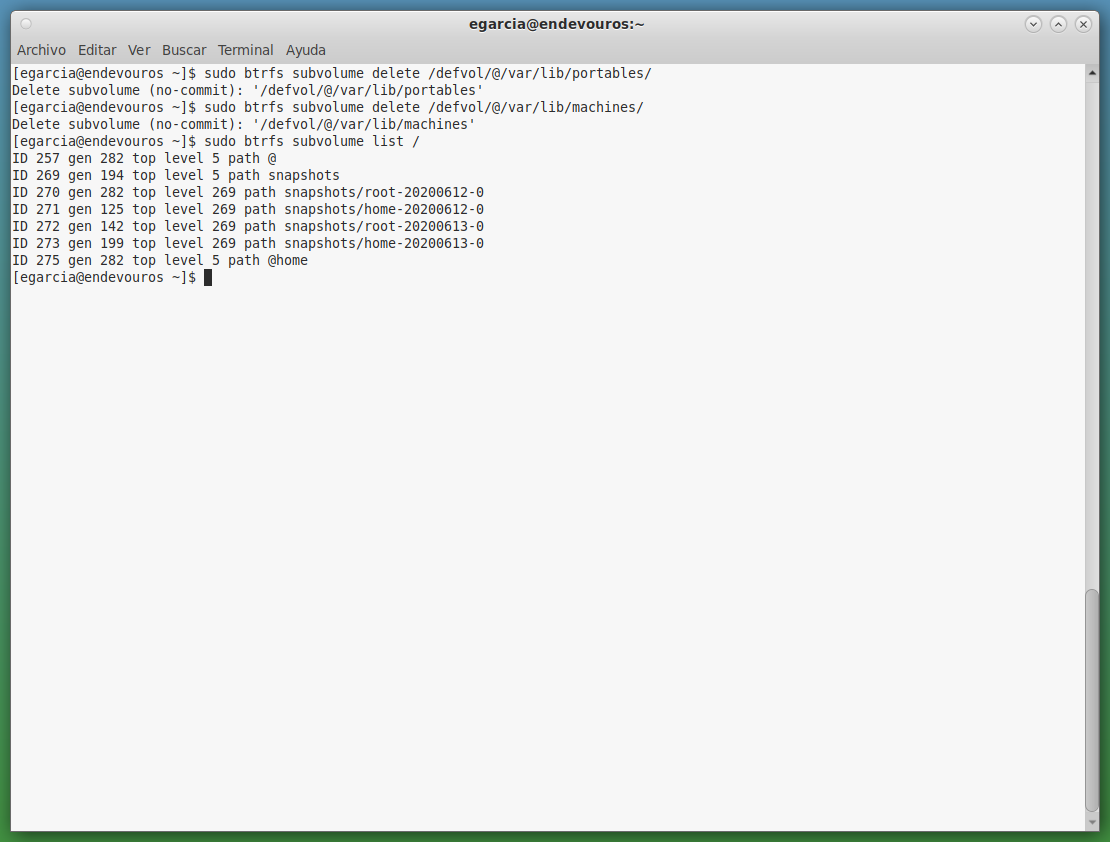 egarcia@endevouros:~
Archivo Editar Ver Buscar Terminal Ayuda
[egarcia@endevouros ~]$ sudo btrfs subvolume delete /defvol/@/var/lib/portables/
Delete subvolume (no-commit): '/defvol/@/var/lib/portables'
[egarcia@endevouros ~]$ sudo btrfs subvolume delete /defvol/@/var/lib/machines/
Delete subvolume (no-commit): '/defvol/@/var/lib/machines'
[egarcia@endevouros ~]$ sudo btrfs subvolume list /
ID 257 gen 282 top level 5 path @
ID 269 gen 194 top level 5 path snapshots
ID 270 gen 282 top level 269 path snapshots/root-20200612-0
ID 271 gen 125 top level 269 path snapshots/home-20200612-0
ID 272 gen 142 top level 269 path snapshots/root-20200613-0
ID 273 gen 199 top level 269 path snapshots/home-20200613-0
ID 275 gen 282 top level 5 path @home
[egarcia@endevouros ~]$